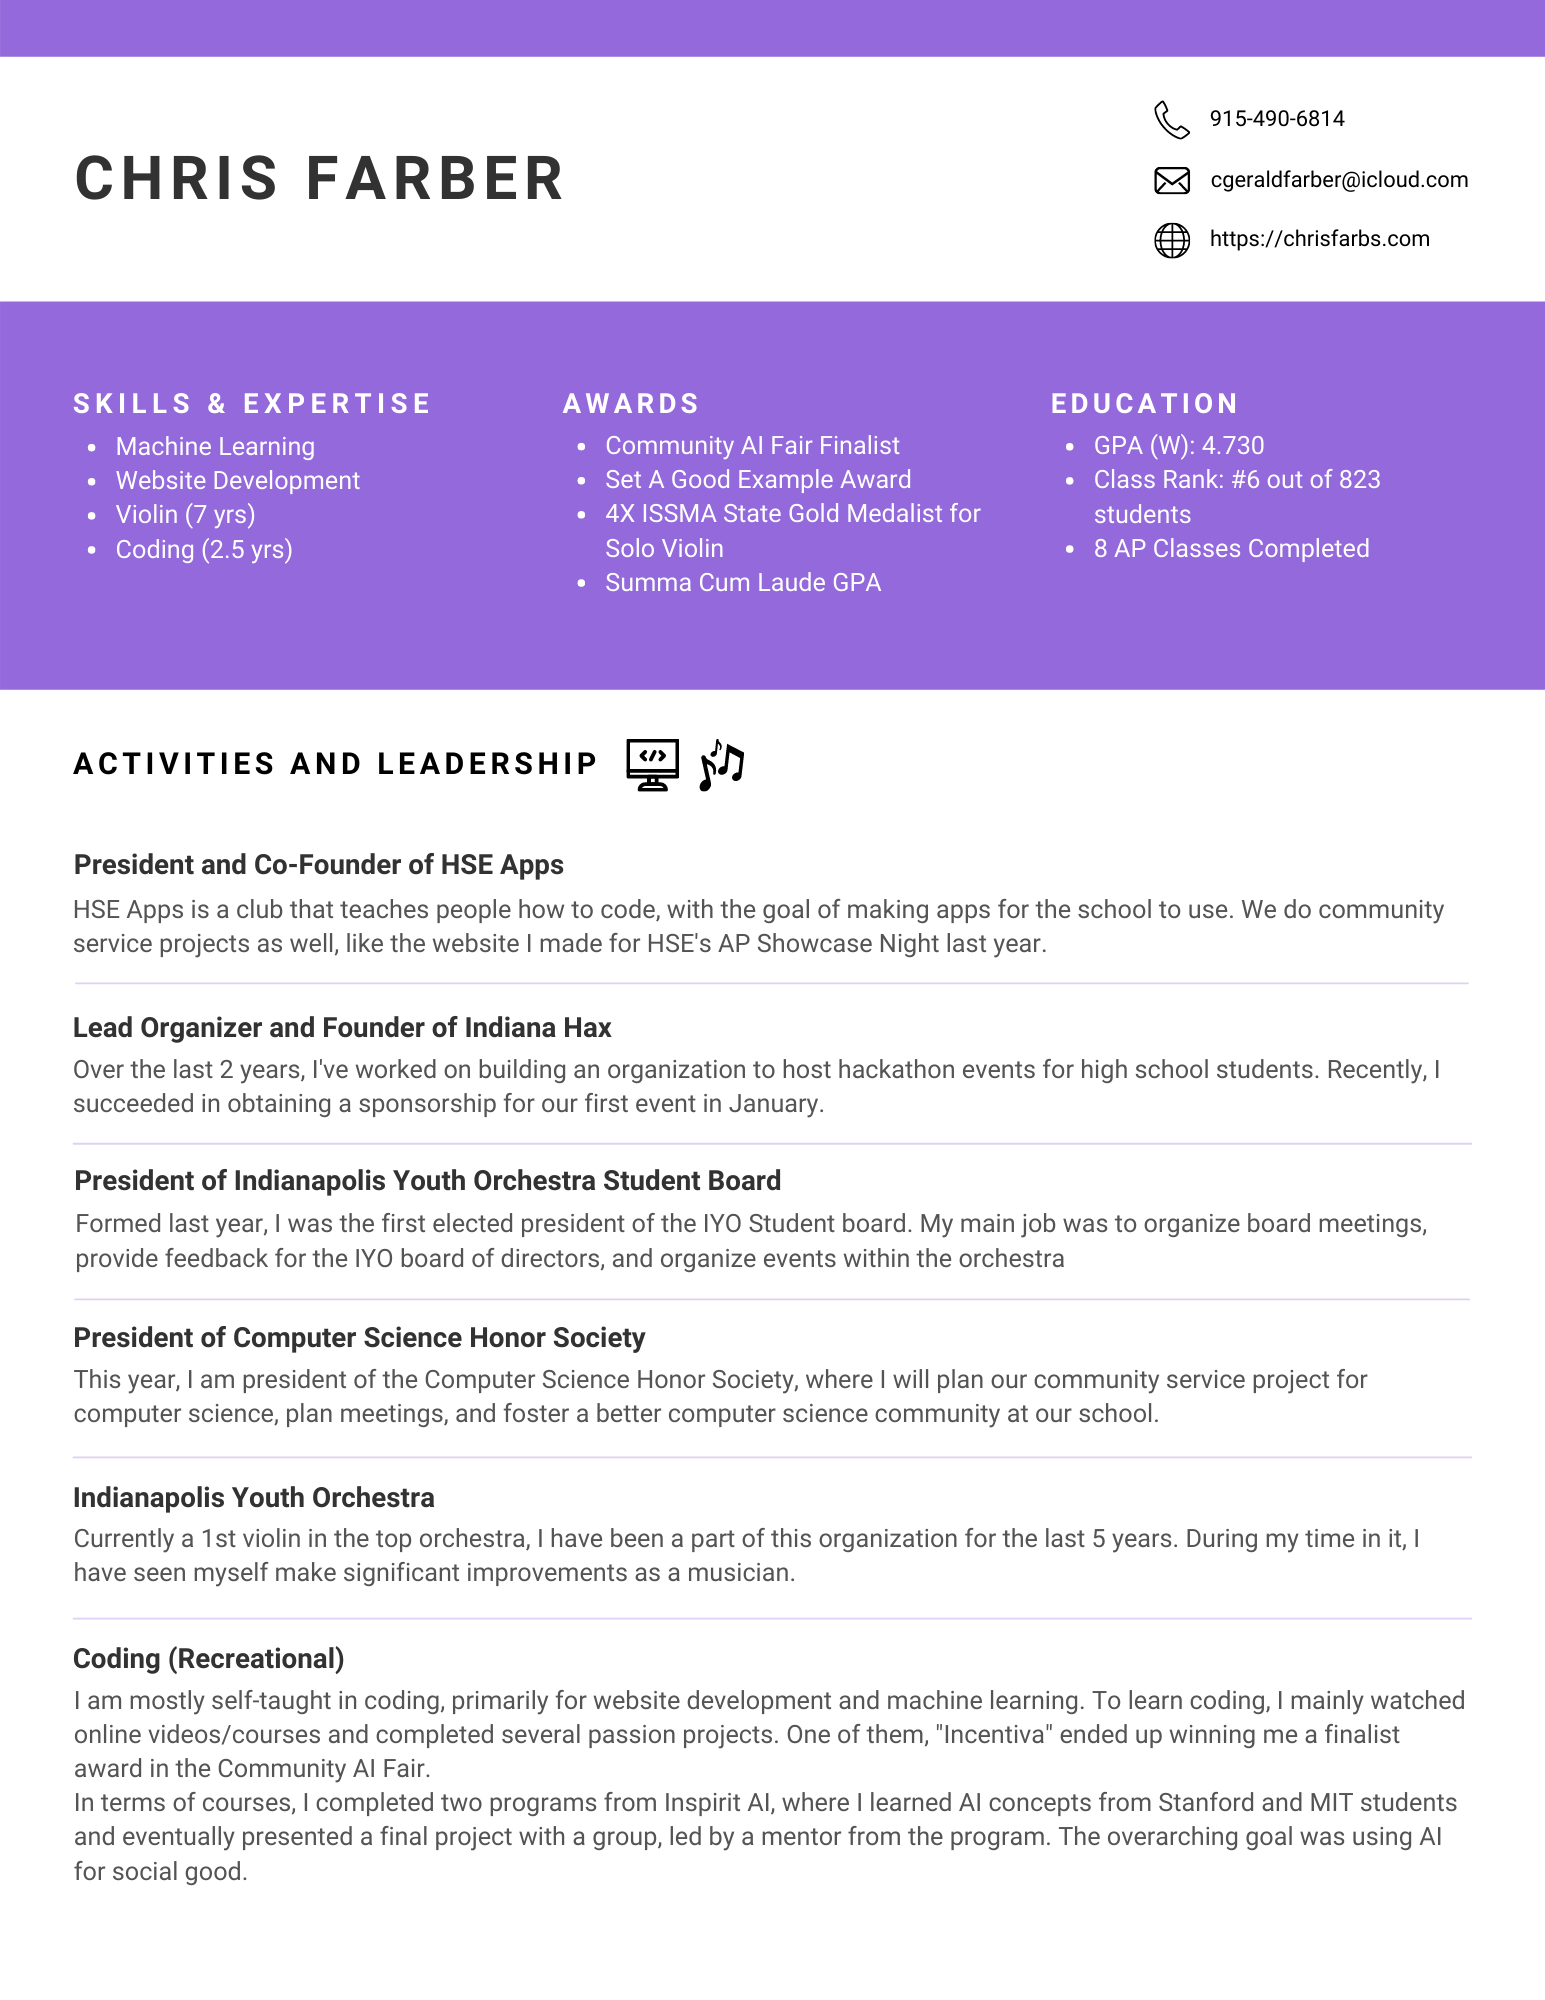 CHRIS FARBER
915-490-6814
cgeraldfarber@icloud.com
https://chrisfarbs.com
SKILLS & EXPERTISE
• Machine Learning
• Website Development
• Violin (7 yrs)
• Coding (2.5 yrs)
AWARDS
• Community AI Fair Finalist
• Set A Good Example Award
• 4X ISSMA State Gold Medalist for
Solo Violin
• Summa Cum Laude GPA
EDUCATION
• GPA (W): 4.730
• Class Rank: #6 out of 823
students
• 8 AP Classes Completed
ACTIVITIES AND LEADERSHIP
President and Co-Founder of HSE Apps
HSE Apps is a club that teaches people how to code, with the goal of making apps for the school to use. We do community
service projects as well, like the website I made for HSE's AP Showcase Night last year.
Lead Organizer and Founder of Indiana Hax
Over the last 2 years, I've worked on building an organization to host hackathon events for high school students. Recently, I
succeeded in obtaining a sponsorship for our first event in January.
President of Indianapolis Youth Orchestra Student Board
Formed last year, I was the first elected president of the IYO Student board. My main job was to organize board meetings,
provide feedback for the IYO board of directors, and organize events within the orchestra
President of Computer Science Honor Society
This year, I am president of the Computer Science Honor Society, where I will plan our community service project for
computer science, plan meetings, and foster a better computer science community at our school.
Indianapolis Youth Orchestra
Currently a 1st violin in the top orchestra, I have been a part of this organization for the last 5 years. During my time in it, I
have seen myself make significant improvements as a musician.
Coding (Recreational)
I am mostly self-taught in coding, primarily for website development and machine learning. To learn coding, I mainly watched
online videos/courses and completed several passion projects. One of them, "Incentiva" ended up winning me a finalist
award in the Community AI Fair.
In terms of courses, I completed two programs from Inspirit AI, where I learned AI concepts from Stanford and MIT students
and eventually presented a final project with a group, led by a mentor from the program. The overarching goal was using AI
for social good.